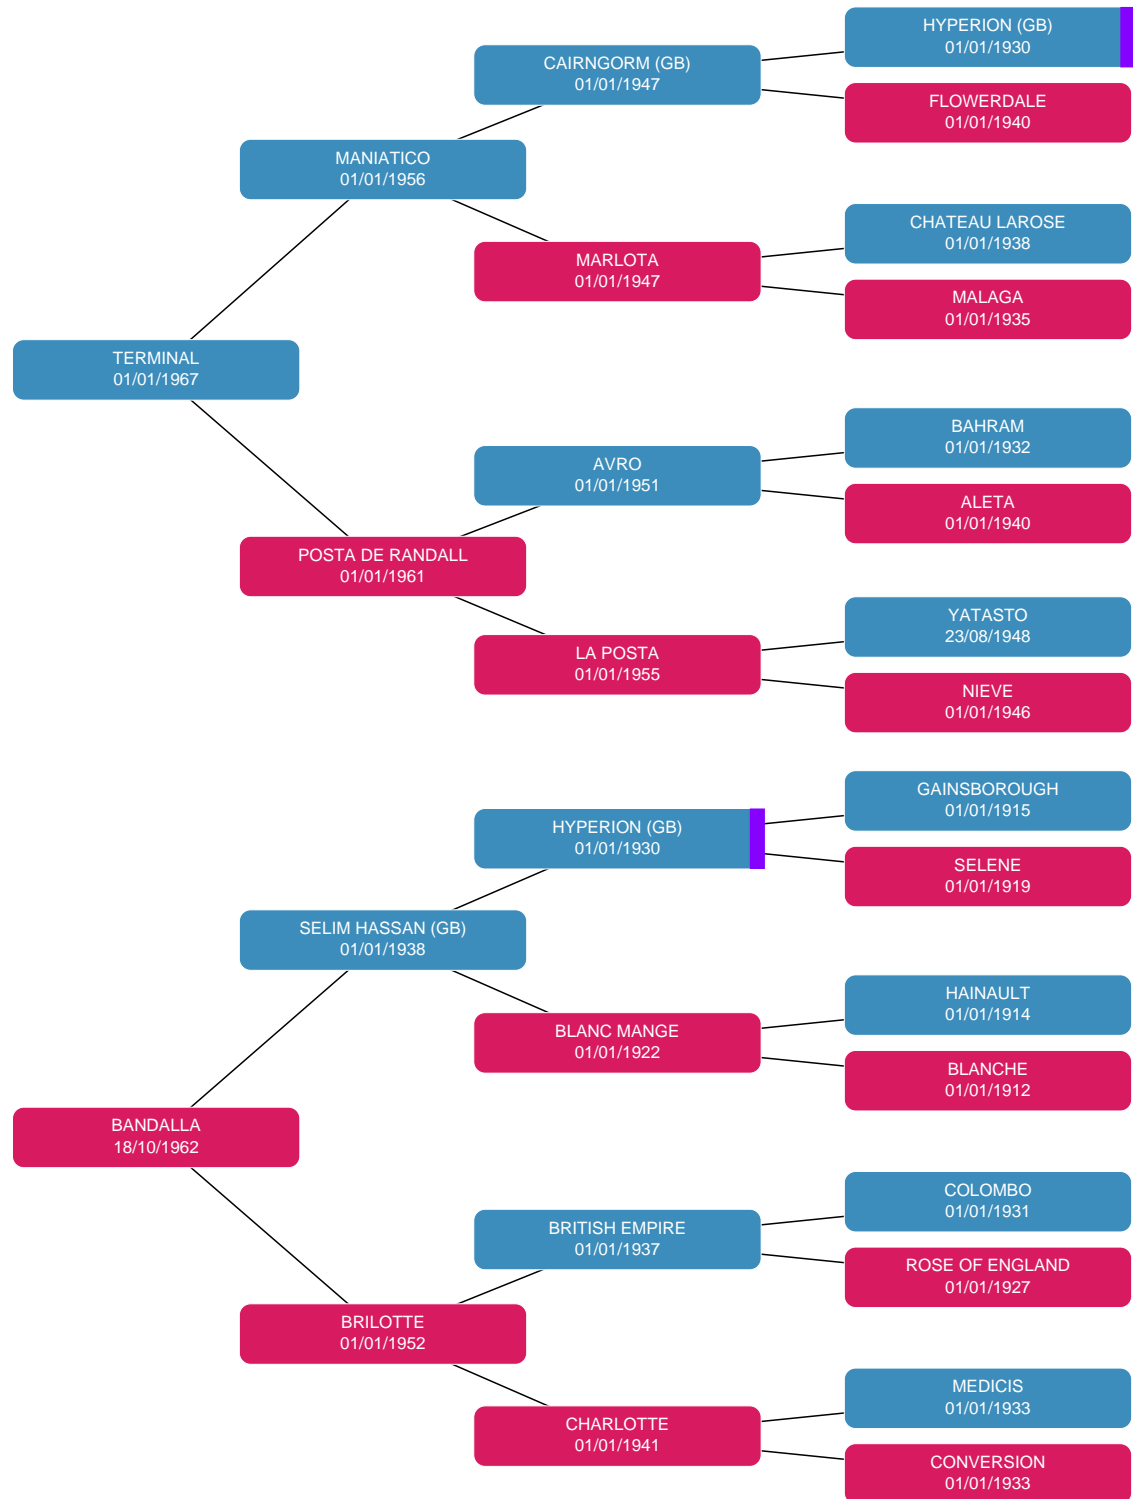 HYPERION (GB)
01/01/1930
CAIRNGORM (GB)
01/01/1947
FLOWERDALE
01/01/1940
MANIATICO
01/01/1956
CHATEAU LAROSE
01/01/1938
MARLOTA
01/01/1947
MALAGA
01/01/1935
TERMINAL
01/01/1967
BAHRAM
01/01/1932
AVRO
01/01/1951
ALETA
01/01/1940
POSTA DE RANDALL
01/01/1961
YATASTO
23/08/1948
LA POSTA
01/01/1955
NIEVE
01/01/1946
GAINSBOROUGH
01/01/1915
HYPERION (GB)
01/01/1930
SELENE
01/01/1919
SELIM HASSAN (GB)
01/01/1938
HAINAULT
01/01/1914
BLANC MANGE
01/01/1922
BLANCHE
01/01/1912
BANDALLA
18/10/1962
COLOMBO
01/01/1931
BRITISH EMPIRE
01/01/1937
ROSE OF ENGLAND
01/01/1927
BRILOTTE
01/01/1952
MEDICIS
01/01/1933
CHARLOTTE
01/01/1941
CONVERSION
01/01/1933